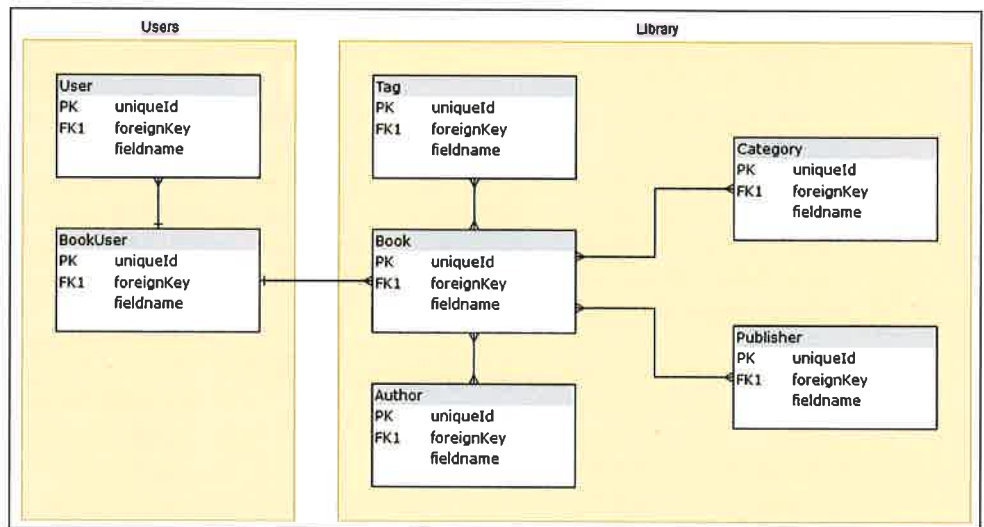 Users
User
PK uniqueId
FK1 foreignKey
fieldname
BookUser
PK uniqueId
FK1 foreignKey
fieldname
Library
Tag
PK uniqueId
FK1 foreignKey
fieldname
Book
PK uniqueId
FK1 foreignKey
fieldname
Author
PK uniqueId
FK1 foreignKey
fieldname
Category
PK uniqueId
FK1 foreignKey
fieldname
Publisher
PK uniqueId
FK1 foreignKey
fieldname